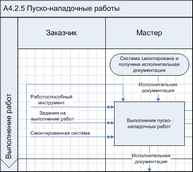 А4.2.5 Пуско-наладочные работы
Заказчик
Мастер
Система смонтирована и
получена исполнительная
документация
Исполнительная
документация
Работоспособный
инструмент
Задания на
выполнение работ
Смонтированная система
Выполнение пуско-
наладочных работ
Выполнение работ
Исполнительная
документация